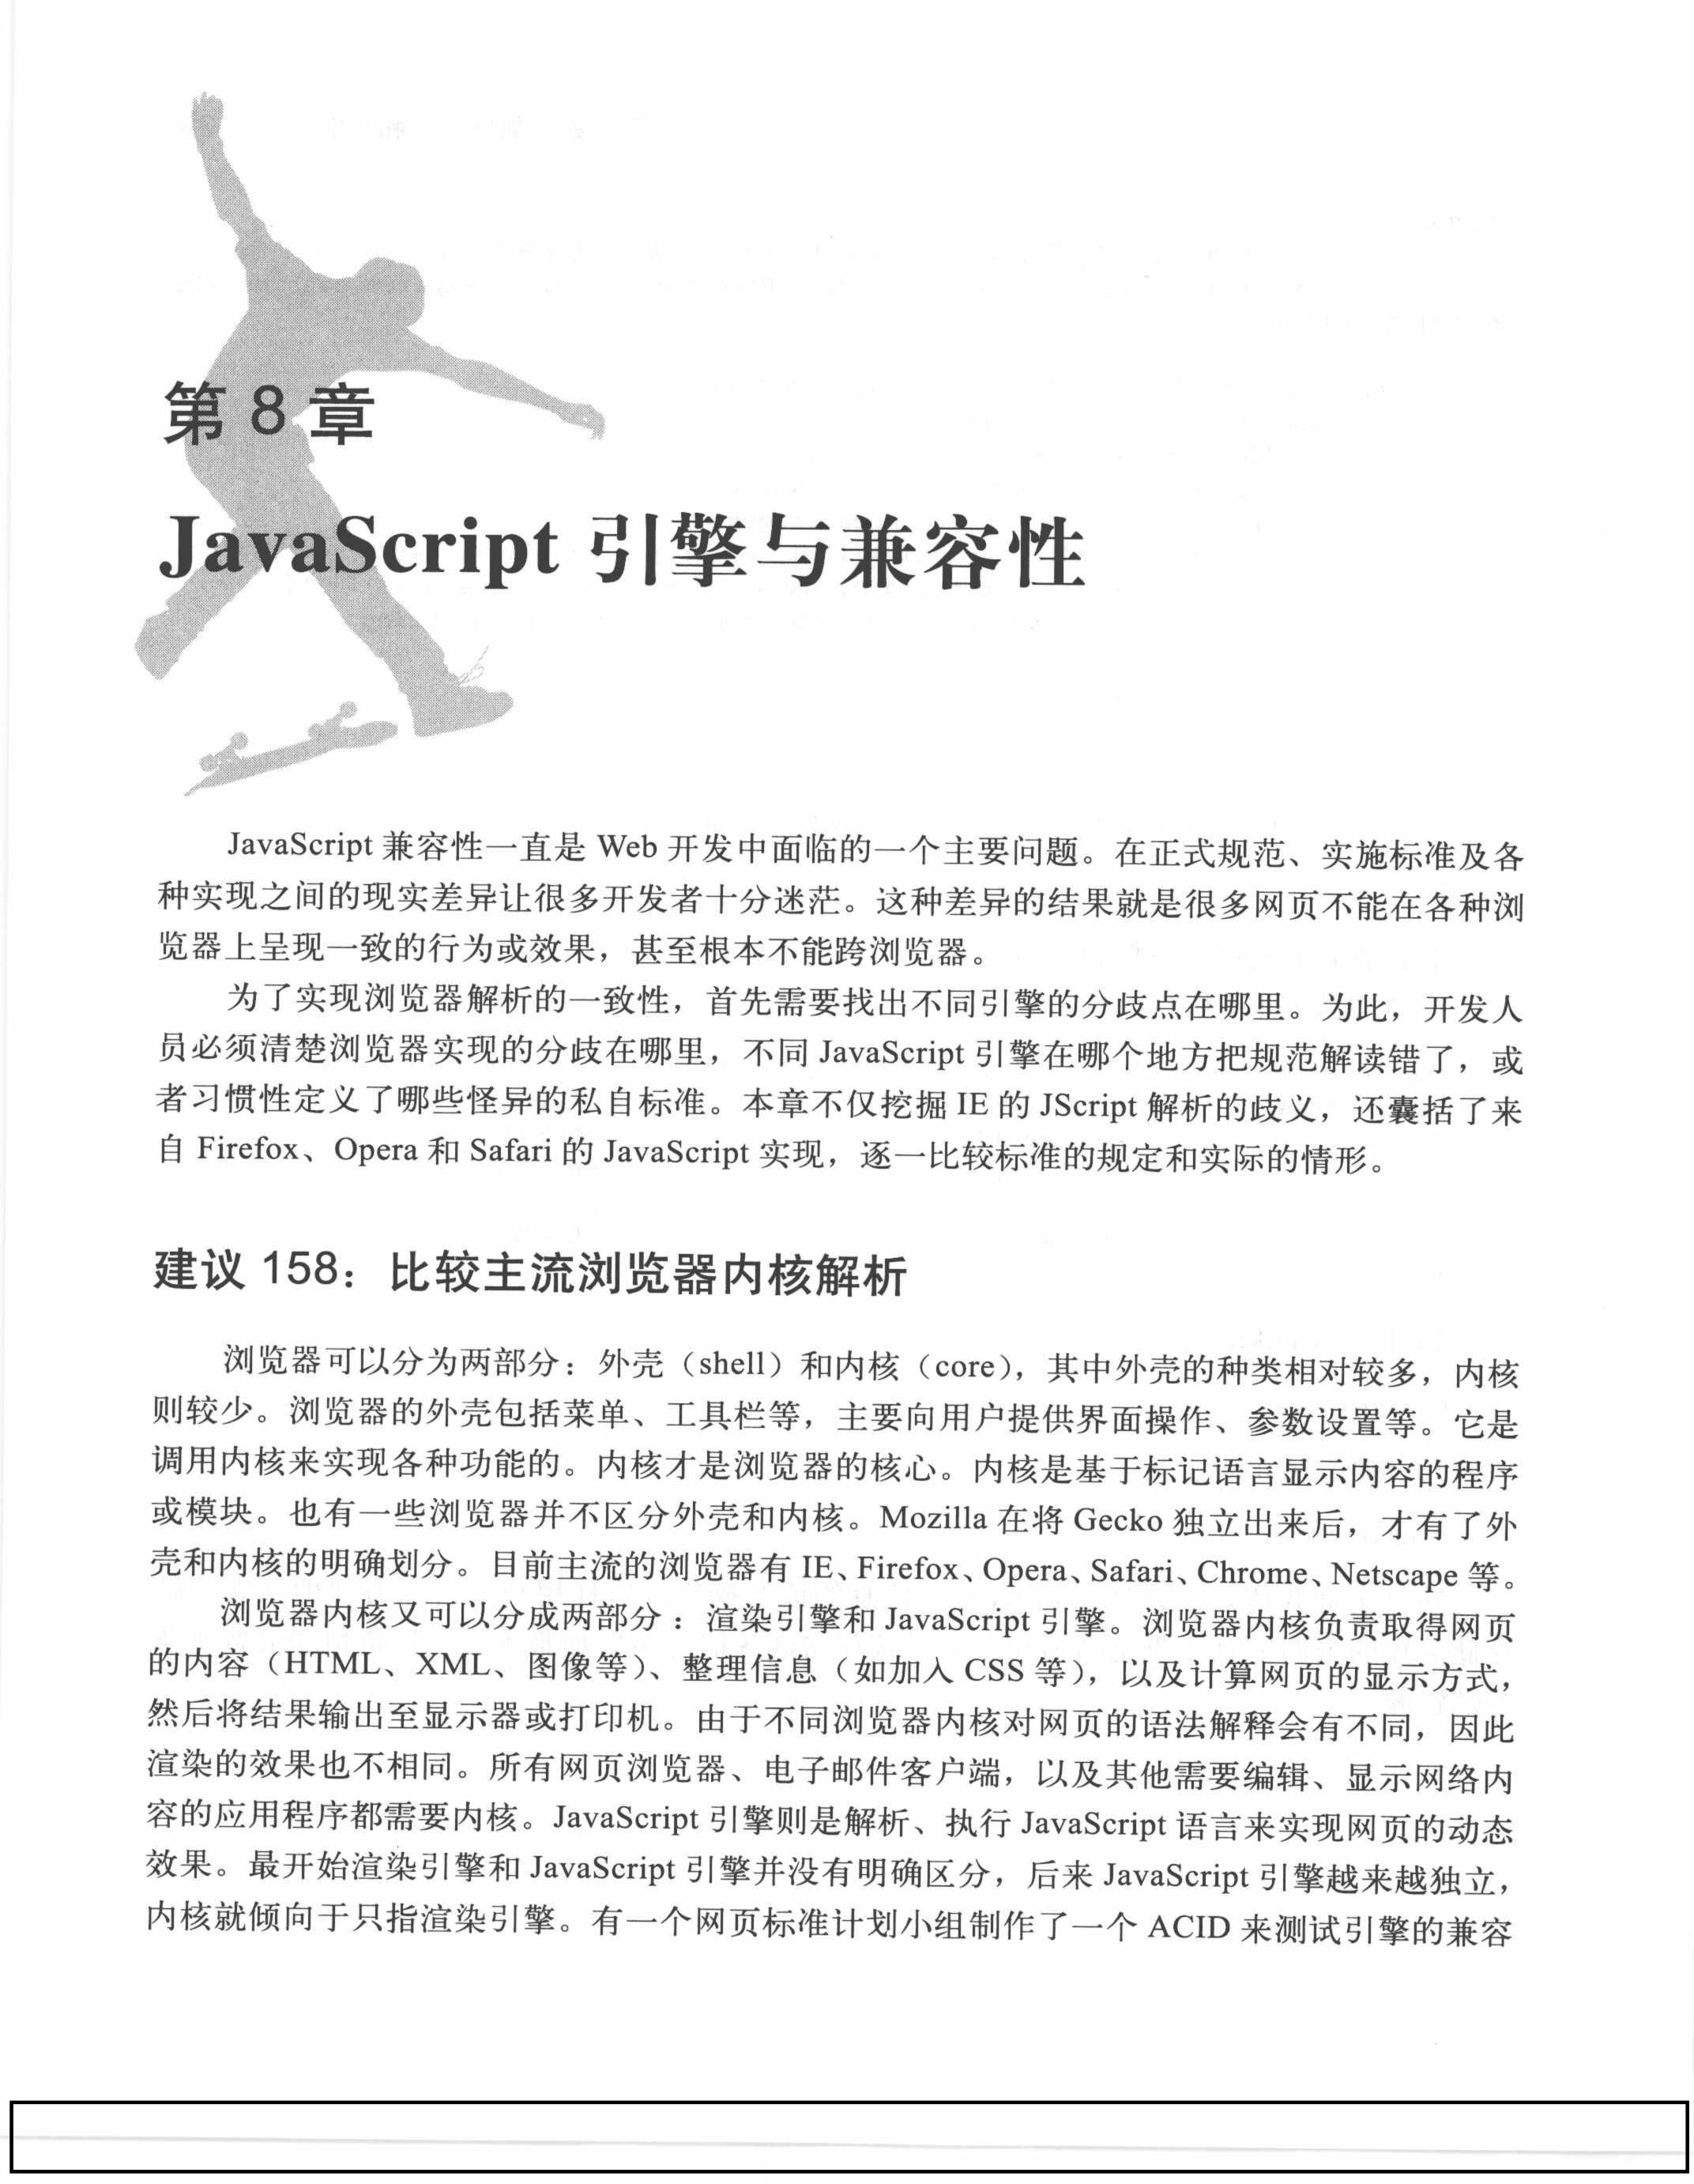 第 8 章
JavaScript 引擎与兼容性
JavaScript 兼容性一直是 Web 开发中面临的一个主要问题。在正式规范、实施标准及各
种实现之间的现实差异让很多开发者十分迷茫。这种差异的结果就是很多网页不能在各种浏
览器上呈现一致的行为或效果，甚至根本不能跨浏览器。
为了实现浏览器解析的一致性，首先需要找出不同引擎的分歧点在哪里。为此，开发人
员必须清楚浏览器实现的分歧在哪里，不同 JavaScript 引擎在哪个地方把规范解读错了，或
者习惯性定义了哪些怪异的私自标准。本章不仅挖掘 IE 的 JScript 解析的歧义，还囊括了来
自 Firefox、Opera 和 Safari 的 JavaScript 实现，逐一比较标准的规定和实际的情形。
建议 158：比较主流浏览器内核解析
浏览器可以分为两部分：外壳（shell）和内核（core），其中外壳的种类相对较多，内核
则较少。浏览器的外壳包括菜单、工具栏等，主要向用户提供界面操作、参数设置等。它是
调用内核来实现各种功能的。内核才是浏览器的核心。内核是基于标记语言显示内容的程序
或模块。也有一些浏览器并不区分外壳和内核。Mozilla 在将 Gecko 独立出来后，才有了外
壳和内核的明确划分。目前主流的浏览器有 IE、Firefox、Opera、Safari、Chrome、Netscape 等。
浏览器内核又可以分成两部分：渲染引擎和 JavaScript 引擎。浏览器内核负责取得网页
的内容（HTML、XML、图像等）、整理信息（如加入 CSS 等），以及计算网页的显示方式，
然后将结果输出至显示器或打印机。由于不同浏览器内核对网页的语法解释会有不同，因此
渲染的效果也不相同。所有网页浏览器、电子邮件客户端，以及其他需要编辑、显示网络内
容的应用程序都需要内核。JavaScript 引擎则是解析、执行 JavaScript 语言来实现网页的动态
效果。最开始渲染引擎和 JavaScript 引擎并没有明确区分，后来 JavaScript 引擎越来越独立，
内核就倾向于只指渲染引擎。有一个网页标准计划小组制作了一个 ACID 来测试引擎的兼容